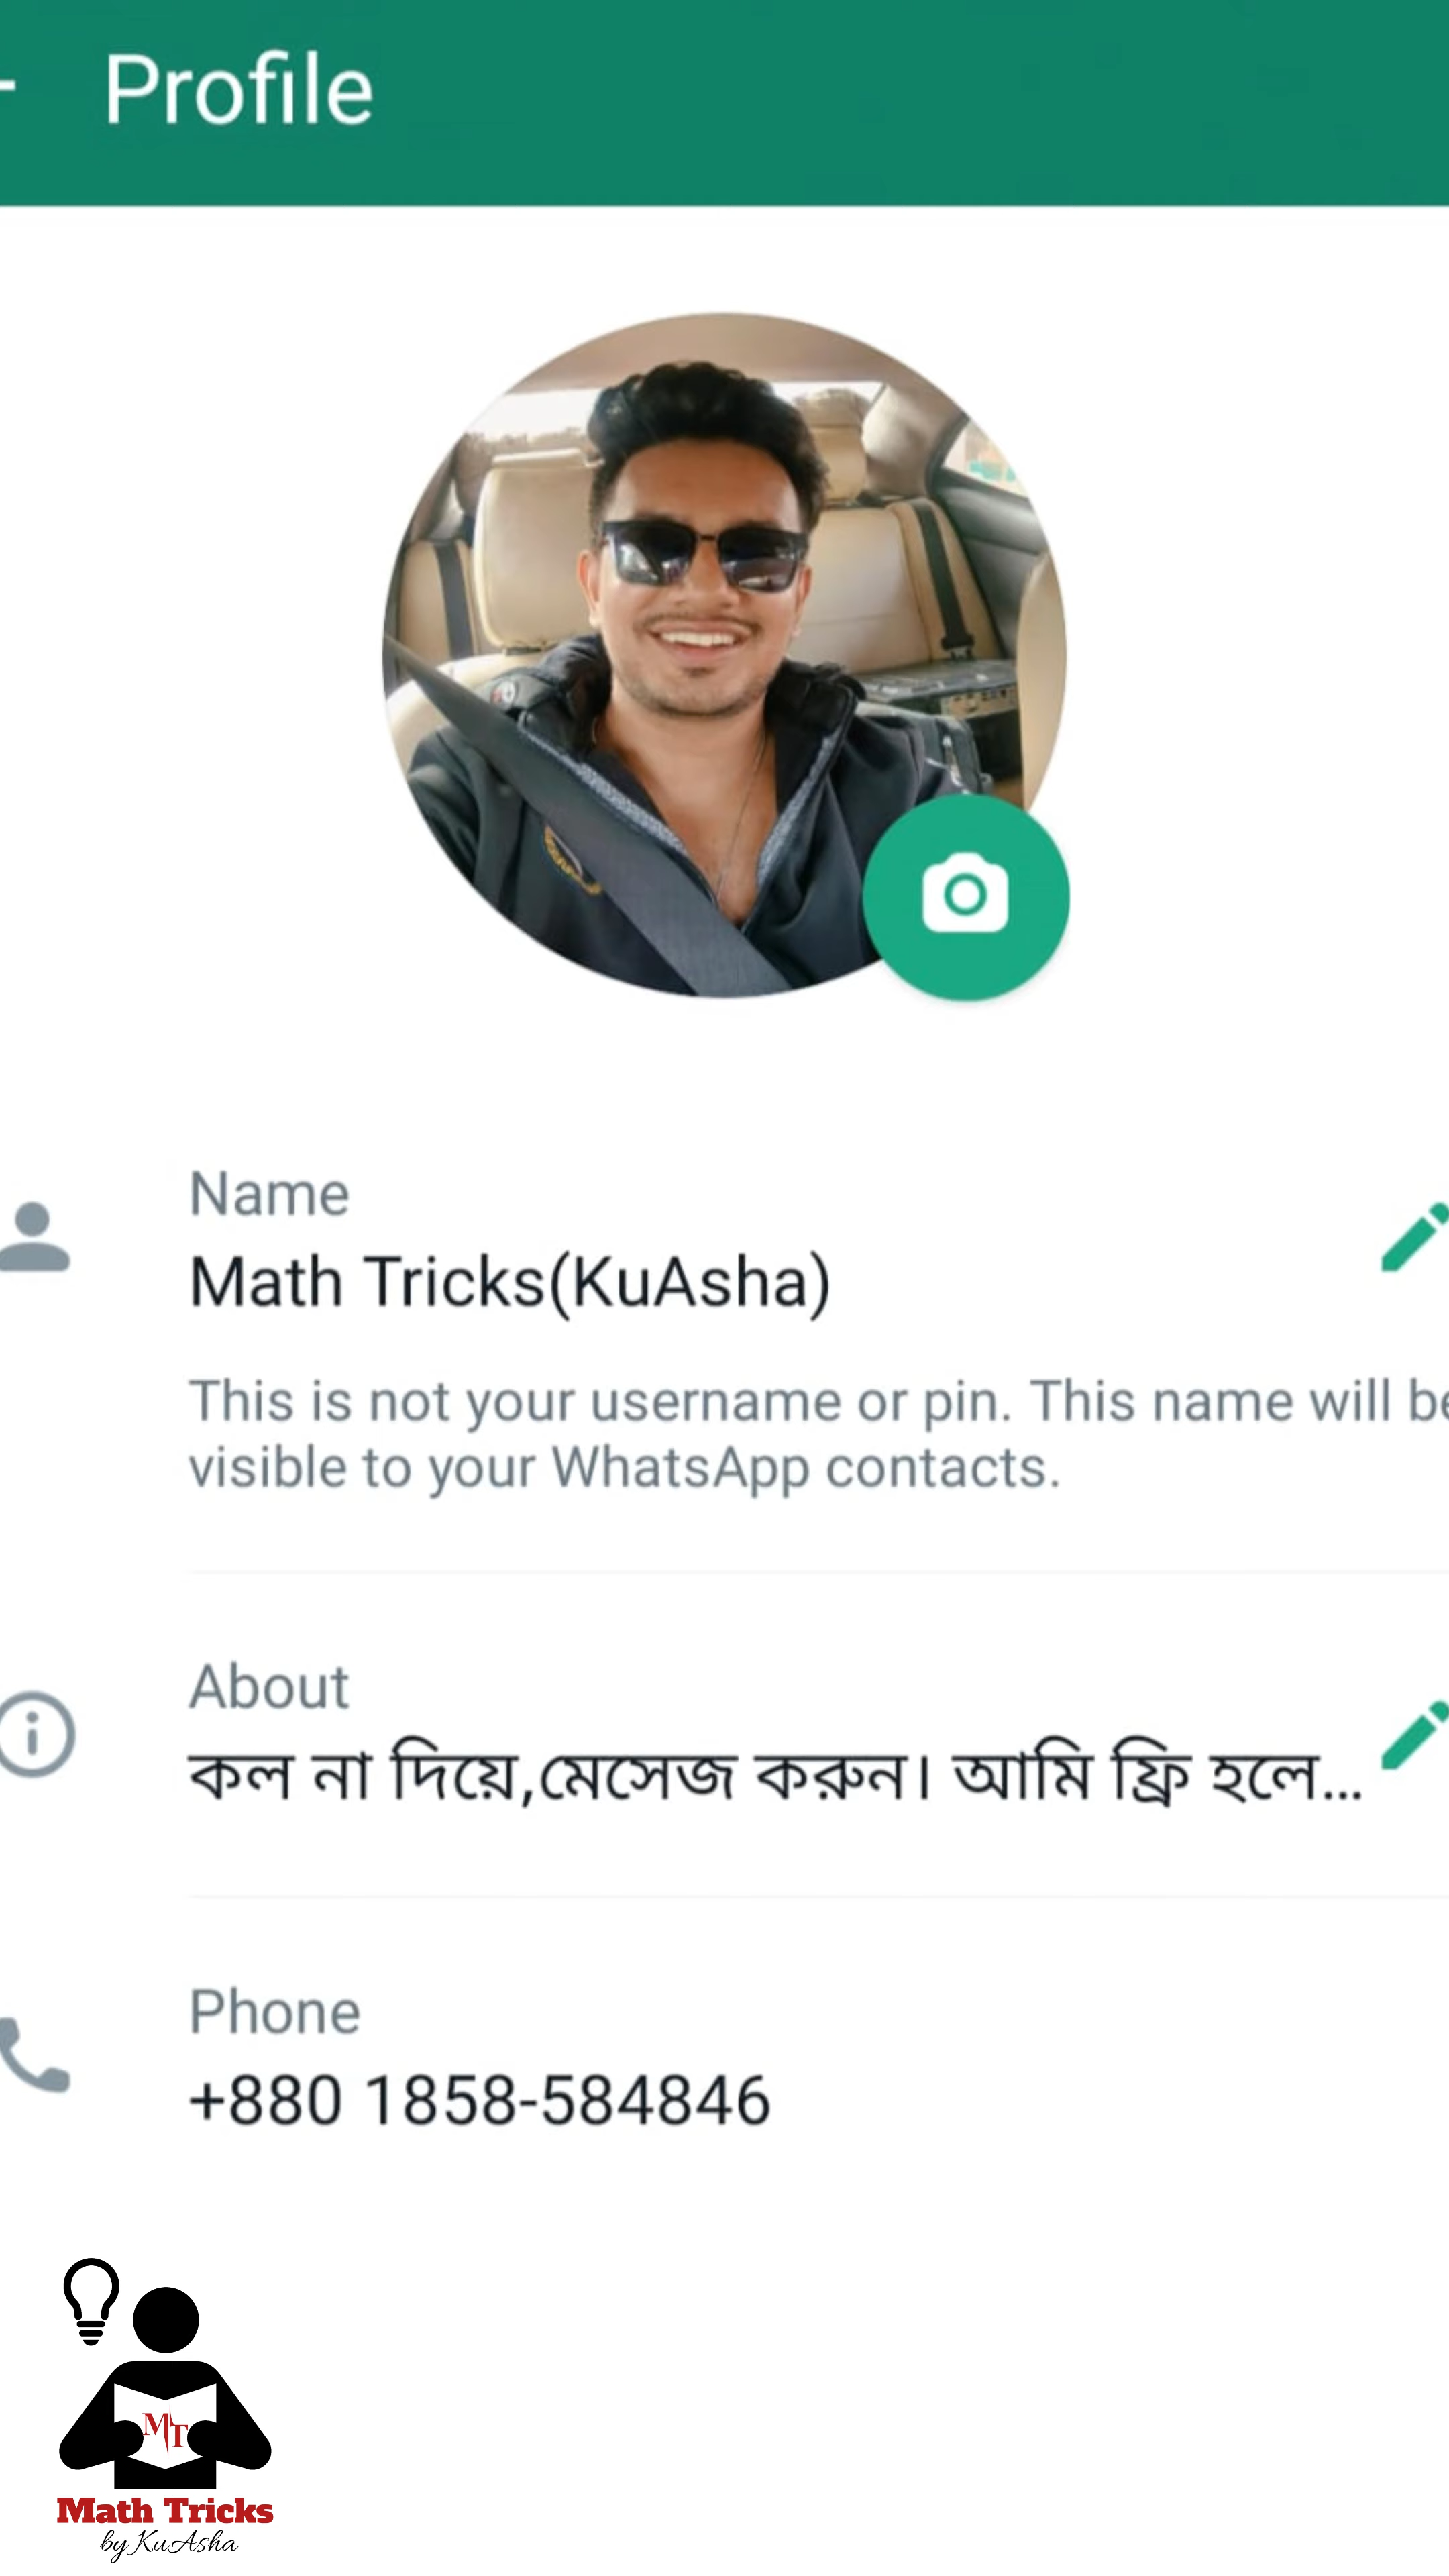 Profile
Name
Math Tricks(KuAsha)
This is not your username or pin. This name will be
visible to your WhatsApp contacts.
About
কল না দিয়ে,মেসেজ করুন। আমি ফ্রি হলে...
Phone
+880 1858-584846
MT
Math Tricks
by KuAsha